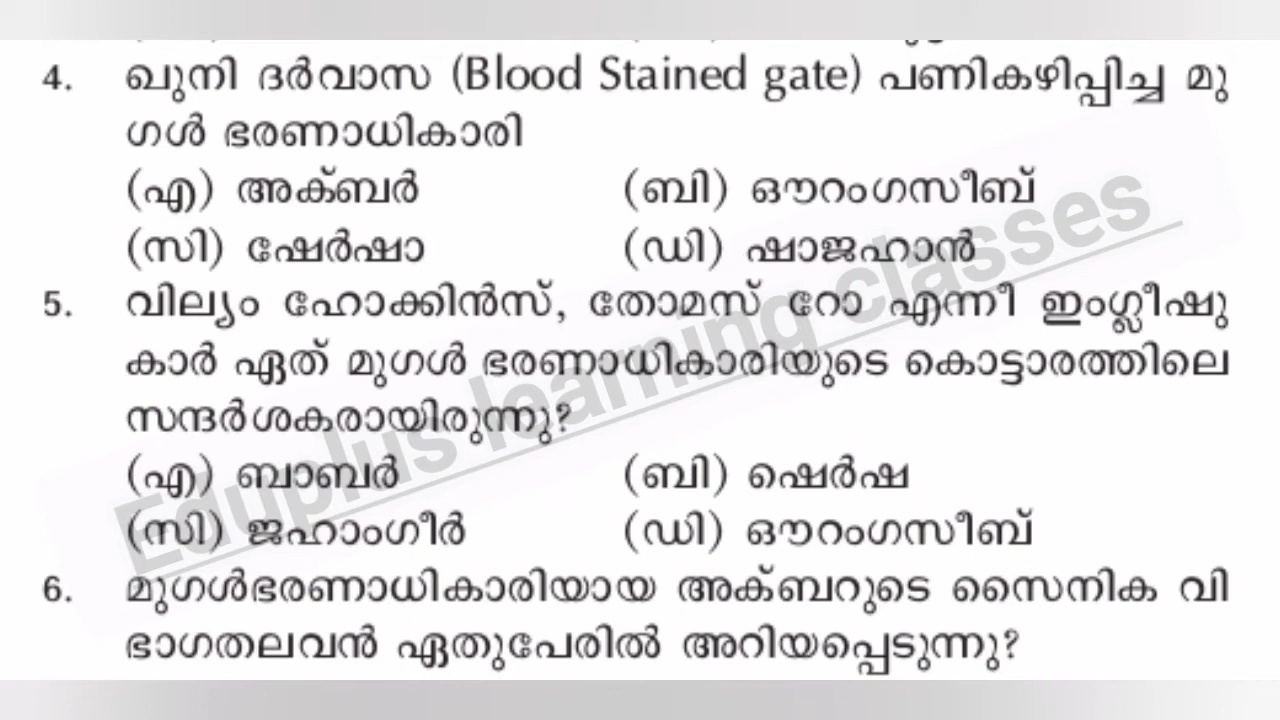 4. ഖുനി ദർവാസ (Blood Stained gate) പണികഴിപ്പിച്ച മു
ഗൾ ഭരണാധികാരി
(എ) അക്ബർ (ബി) ഔറംഗസീബ്
(സി) ഷേർഷാ (ഡി) ഷാജഹാൻ
5. വില്യം ഹോക്കിൻസ്, തോമസ് റോ എന്നീ ഇംഗ്ലീഷു
കാർ ഏത് മുഗൾ ഭരണാധികാരിയുടെ കൊട്ടാരത്തിലെ
സന്ദർശകരായിരുന്നു?
(എ) ബാബർ (ബി) ഷെർഷ
(സി) ജഹാംഗീർ (ഡി) ഔറംഗസീബ്
6. മുഗൾഭരണാധികാരിയായ അക്ബറുടെ സൈനിക വി
ഭാഗതലവൻ ഏതുപേരിൽ അറിയപ്പെടുന്നു?
Eduplus learning classes